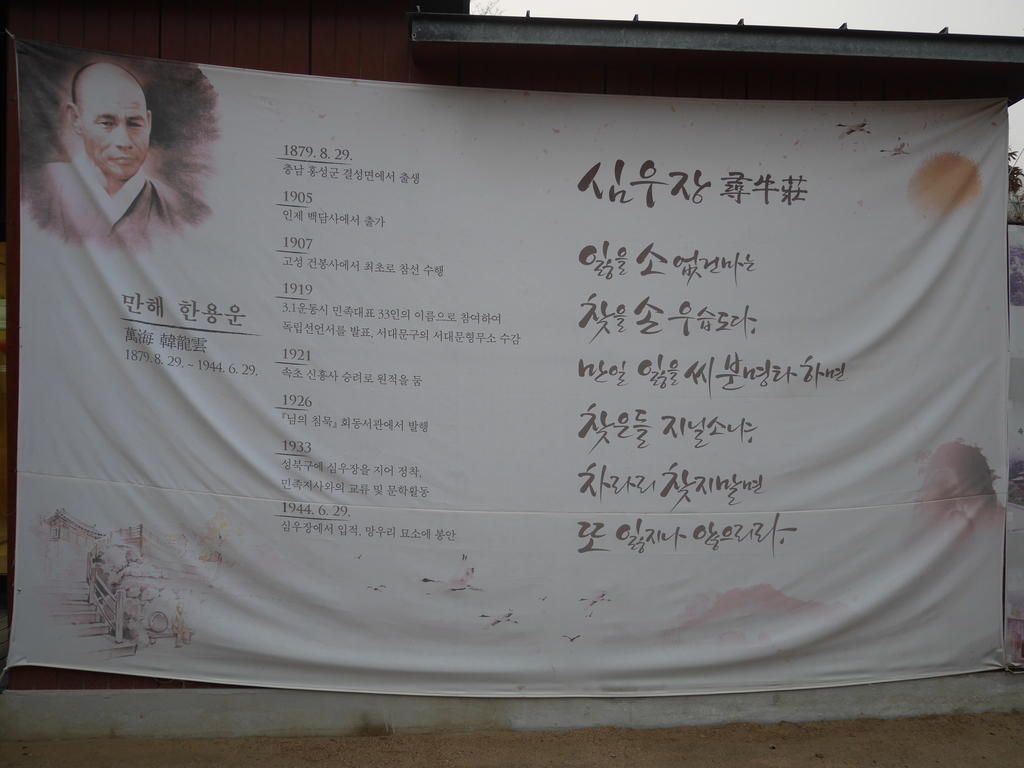 만해 한용운
萬海 韓龍雲
1879. 8. 29. ~ 1944. 6. 29.
1879. 8. 29.
충남 홍성군 결성면에서 출생
1905
인제 백담사에서 출가
1907
고성 건봉사에서 최초로 참선 수행
1919
3.1운동시 민족대표 33인의 이름으로 참여하여
독립선언서를 발표, 서대문구의 서대문형무소 수감
1921
속초 신흥사 승려로 원적을 둠
1926
『님의 침묵』 회동서관에서 발행
1933
성북구에 심우장을 지어 정착,
민족지사와의 교류 및 문학활동
1944. 6. 29.
심우장에서 입적, 망우리 묘소에 봉안
심우장 尋牛莊
잃을 소 없건마는
찾을 손 우습도다.
만일 잃을 씨 분명타 하면
찾은들 지닐소냐?
차라리 찾지말면
또 잃지나 않으리라.